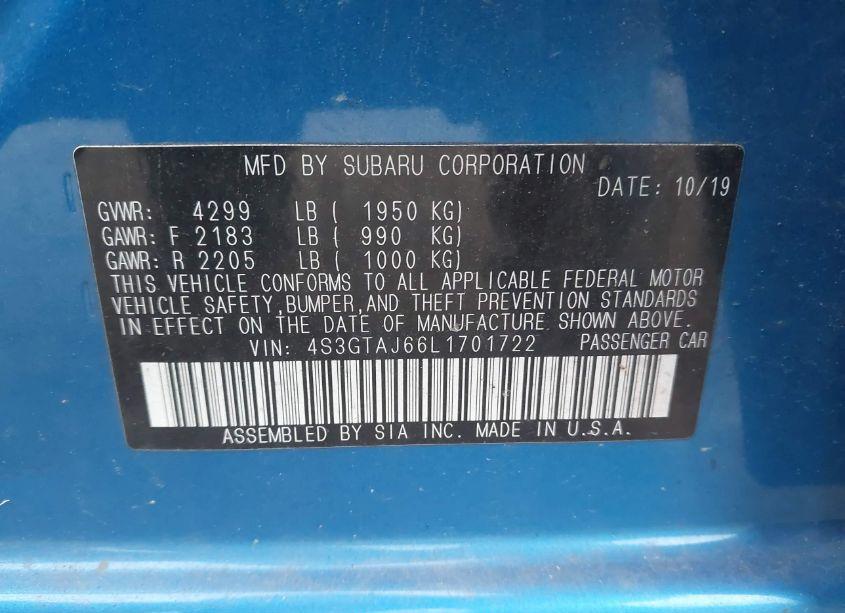 MFD BY SUBARU CORPORATION
DATE: 10/19
GVWR: 4299 LB ( 1950 KG)
GAWR: F 2183 LB ( 990 KG)
GAWR: R 2205 LB ( 1000 KG)
THIS VEHICLE CONFORMS TO ALL APPLICABLE FEDERAL MOTOR
VEHICLE SAFETY,BUMPER,AND THEFT PREVENTION STANDARDS
IN EFFECT ON THE DATE OF MANUFACTURE SHOWN ABOVE.
VIN: 4S3GTAJ66L1701722 PASSENGER CAR
ASSEMBLED BY SIA INC. MADE IN U.S.A.